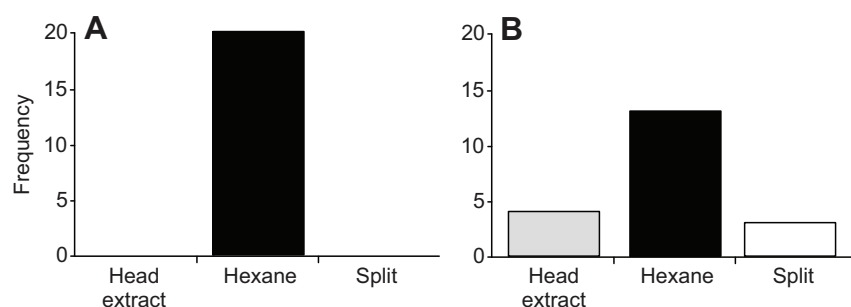 A
20
15
10
5
0
Frequency
Head
extract
Hexane
Split
B
20
15
10
5
0
Head
extract
Hexane
Split